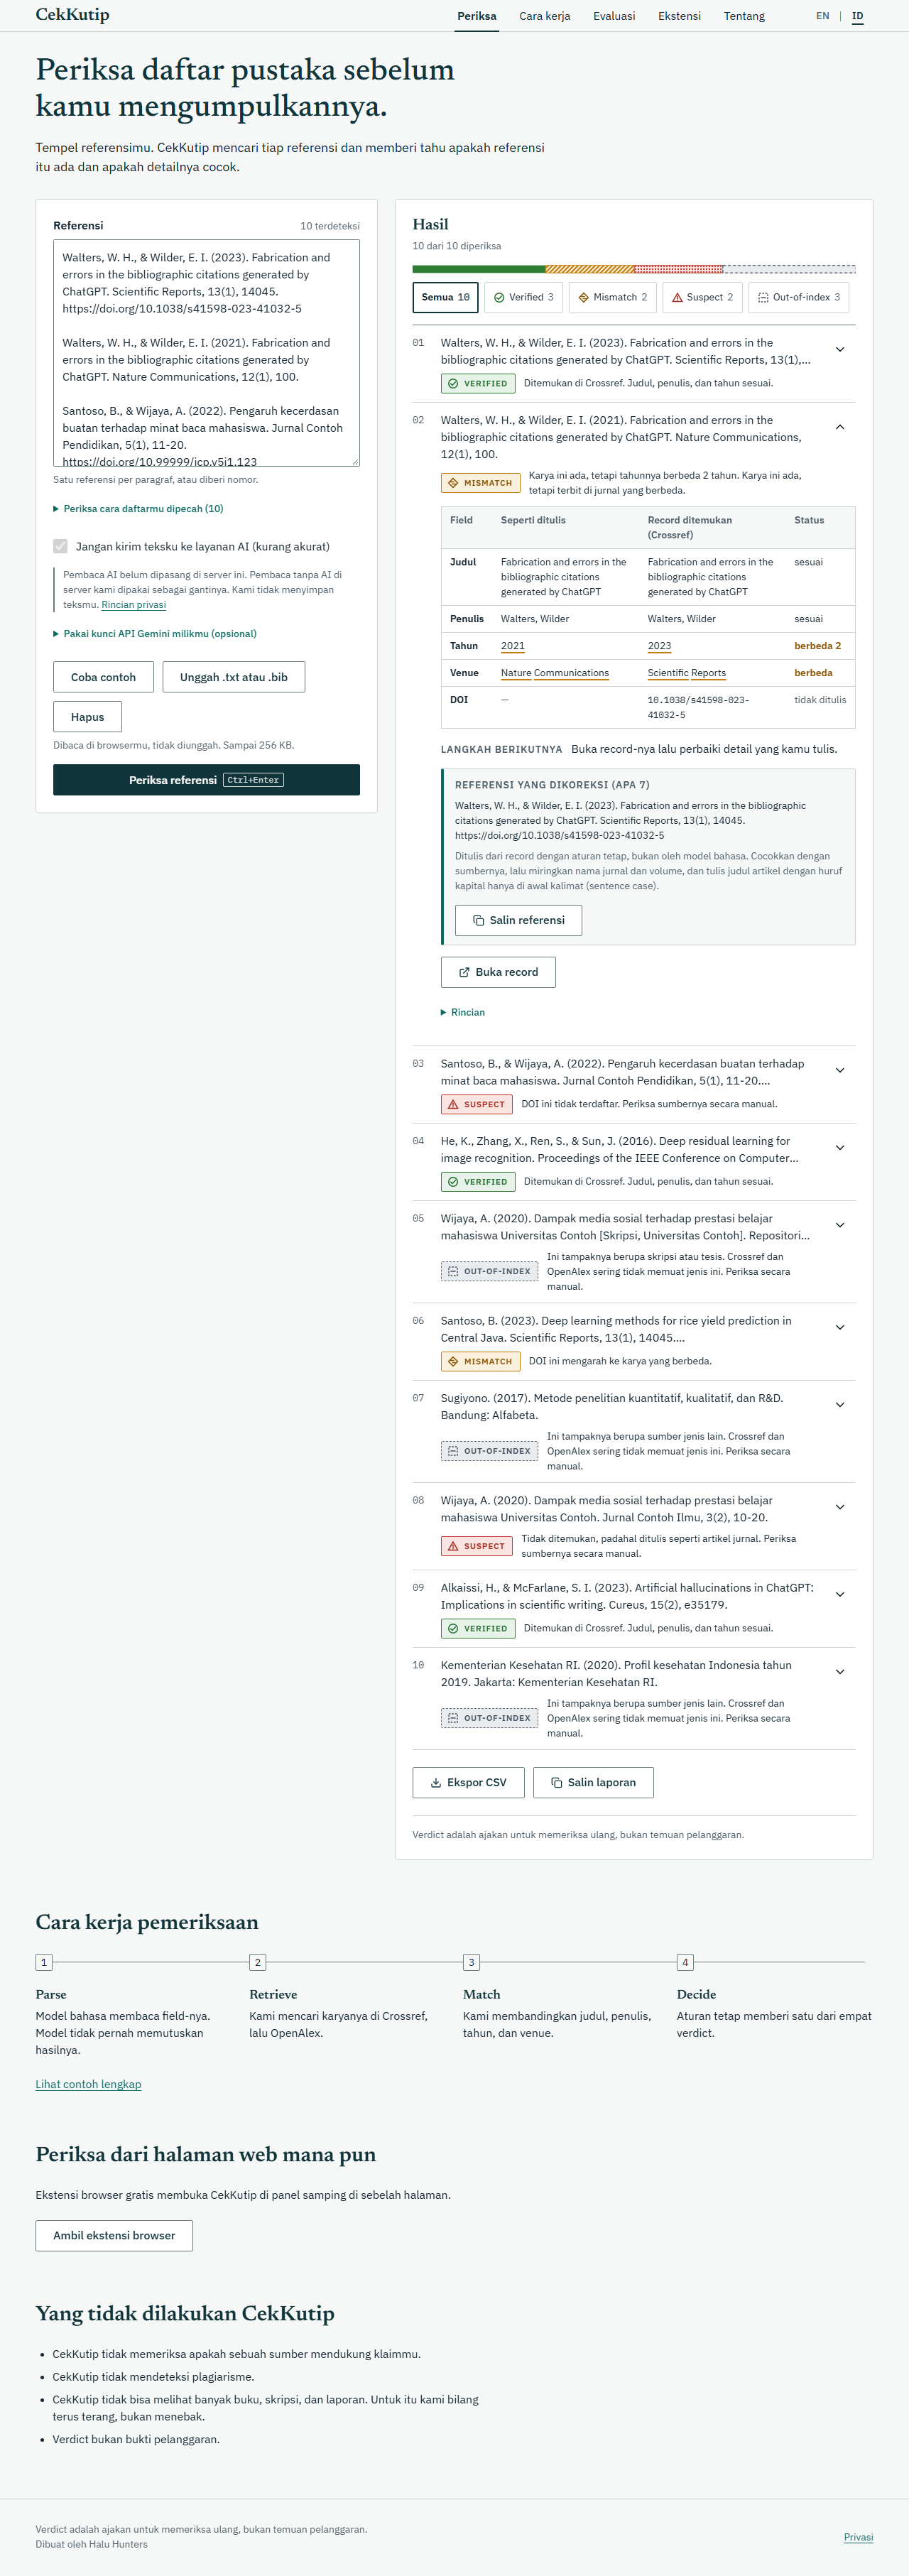 CekKutip
Periksa
Cara kerja
Evaluasi
Ekstensi
Tentang
EN | ID
Periksa daftar pustaka sebelum
kamu mengumpulkannya.
Tempel referensimu. CekKutip mencari tiap referensi dan memberi tahu apakah referensi
itu ada dan apakah detailnya cocok.
Referensi
10 terdeteksi
Walters, W. H., & Wilder, E. I. (2023). Fabrication and
errors in the bibliographic citations generated by
ChatGPT. Scientific Reports, 13(1), 14045.
https://doi.org/10.1038/s41598-023-41032-5
Walters, W. H., & Wilder, E. I. (2021). Fabrication and
errors in the bibliographic citations generated by
ChatGPT. Nature Communications, 12(1), 100.
Santoso, B., & Wijaya, A. (2022). Pengaruh kecerdasan
buatan terhadap minat baca mahasiswa. Jurnal Contoh
Pendidikan, 5(1), 11-20.
https://doi.org/10.99999/jcp.v5i1.123
Satu referensi per paragraf, atau diberi nomor.
Periksa cara daftarmu dipecah (10)
Jangan kirim teksku ke layanan AI (kurang akurat)
Pembaca AI belum dipasang di server ini. Pembaca tanpa AI di
server kami dipakai sebagai gantinya. Kami tidak menyimpan
teksmu. Rincian privasi
Pakai kunci API Gemini milikmu (opsional)
Coba contoh
Unggah .txt atau .bib
Hapus
Dibaca di browsermu, tidak diunggah. Sampai 256 KB.
Periksa referensi Ctrl+Enter
Hasil
10 dari 10 diperiksa
Semua 10
Verified 3
Mismatch 2
Suspect 2
Out-of-index 3
01
Walters, W. H., & Wilder, E. I. (2023). Fabrication and errors in the
bibliographic citations generated by ChatGPT. Scientific Reports, 13(1),...
VERIFIED
Ditemukan di Crossref. Judul, penulis, dan tahun sesuai.
02
Walters, W. H., & Wilder, E. I. (2021). Fabrication and errors in the
bibliographic citations generated by ChatGPT. Nature Communications,
12(1), 100.
MISMATCH
Karya ini ada, tetapi tahunnya berbeda 2 tahun. Karya ini ada,
tetapi terbit di jurnal yang berbeda.
Field
Seperti ditulis
Record ditemukan
(Crossref)
Status
Judul
Fabrication and errors in the
bibliographic citations
generated by ChatGPT
Fabrication and errors in the
bibliographic citations
generated by ChatGPT
sesuai
Penulis
Walters, Wilder
Walters, Wilder
sesuai
Tahun
2021
2023
berbeda 2
Venue
Nature Communications
Scientific Reports
berbeda
DOI
—
10.1038/s41598-023-
41032-5
tidak ditulis
LANGKAH BERIKUTNYA Buka record-nya lalu perbaiki detail yang kamu tulis.
REFERENSI YANG DIKOREKSI (APA 7)
Walters, W. H., & Wilder, E. I. (2023). Fabrication and errors in the bibliographic
citations generated by ChatGPT. Scientific Reports, 13(1), 14045.
https://doi.org/10.1038/s41598-023-41032-5
Ditulis dari record dengan aturan tetap, bukan oleh model bahasa. Cocokkan dengan
sumbernya, lalu miringkan nama jurnal dan volume, dan tulis judul artikel dengan huruf
kapital hanya di awal kalimat (sentence case).
Salin referensi
Buka record
Rincian
03
Santoso, B., & Wijaya, A. (2022). Pengaruh kecerdasan buatan terhadap
minat baca mahasiswa. Jurnal Contoh Pendidikan, 5(1), 11-20....
SUSPECT
DOI ini tidak terdaftar. Periksa sumbernya secara manual.
04
He, K., Zhang, X., Ren, S., & Sun, J. (2016). Deep residual learning for
image recognition. Proceedings of the IEEE Conference on Computer...
VERIFIED
Ditemukan di Crossref. Judul, penulis, dan tahun sesuai.
05
Wijaya, A. (2020). Dampak media sosial terhadap prestasi belajar
mahasiswa Universitas Contoh [Skripsi, Universitas Contoh]. Repositori...
OUT-OF-INDEX
Ini tampaknya berupa skripsi atau tesis. Crossref dan
OpenAlex sering tidak memuat jenis ini. Periksa secara
manual.
06
Santoso, B. (2023). Deep learning methods for rice yield prediction in
Central Java. Scientific Reports, 13(1), 14045....
MISMATCH
DOI ini mengarah ke karya yang berbeda.
07
Sugiyono. (2017). Metode penelitian kuantitatif, kualitatif, dan R&D.
Bandung: Alfabeta.
OUT-OF-INDEX
Ini tampaknya berupa sumber jenis lain. Crossref dan
OpenAlex sering tidak memuat jenis ini. Periksa secara
manual.
08
Wijaya, A. (2020). Dampak media sosial terhadap prestasi belajar
mahasiswa Universitas Contoh. Jurnal Contoh Ilmu, 3(2), 10-20.
SUSPECT
Tidak ditemukan, padahal ditulis seperti artikel jurnal. Periksa
sumbernya secara manual.
09
Alkaissi, H., & McFarlane, S. I. (2023). Artificial hallucinations in ChatGPT:
Implications in scientific writing. Cureus, 15(2), e35179.
VERIFIED
Ditemukan di Crossref. Judul, penulis, dan tahun sesuai.
10
Kementerian Kesehatan RI. (2020). Profil kesehatan Indonesia tahun
2019. Jakarta: Kementerian Kesehatan RI.
OUT-OF-INDEX
Ini tampaknya berupa sumber jenis lain. Crossref dan
OpenAlex sering tidak memuat jenis ini. Periksa secara
manual.
Ekspor CSV
Salin laporan
Verdict adalah ajakan untuk memeriksa ulang, bukan temuan pelanggaran.
Cara kerja pemeriksaan
1
2
3
4
Parse
Model bahasa membaca field-nya.
Model tidak pernah memutuskan
hasilnya.
Retrieve
Kami mencari karyanya di Crossref,
lalu OpenAlex.
Match
Kami membandingkan judul, penulis,
tahun, dan venue.
Decide
Aturan tetap memberi satu dari empat
verdict.
Lihat contoh lengkap
Periksa dari halaman web mana pun
Ekstensi browser gratis membuka CekKutip di panel samping di sebelah halaman.
Ambil ekstensi browser
Yang tidak dilakukan CekKutip
• CekKutip tidak memeriksa apakah sebuah sumber mendukung klaimmu.
• CekKutip tidak mendeteksi plagiarisme.
• CekKutip tidak bisa melihat banyak buku, skripsi, dan laporan. Untuk itu kami bilang
terus terang, bukan menebak.
• Verdict bukan bukti pelanggaran.
Verdict adalah ajakan untuk memeriksa ulang, bukan temuan pelanggaran.
Dibuat oleh Halu Hunters
Privasi